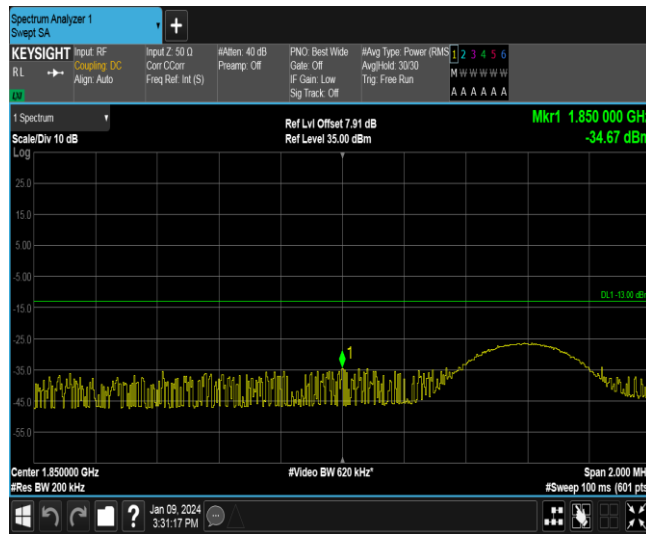 Spectrum Analyzer 1
Swept SA
+
KEYSIGHT Input: RF Input Z: 50 Ω #Atten: 40 dB PNO: Best Wide #Avg Type: Power (RMS 1 2 3 4 5 6
RL Coupling: DC Corr CCorr Preamp: Off Gate: Off Avg|Hold: 30/30 M W W W W W
Align: Auto Freq Ref: Int (S) IF Gain: Low Trig: Free Run
Sig Track: Off A A A A A A
1 Spectrum Ref Lvl Offset 7.91 dB Mkr1 1.850 000 GHz
Scale/Div 10 dB Ref Level 35.00 dBm -34.67 dBm
Log
25.0
15.0
5.00
-5.00
DL1 -13.00 dBm
-15.0
-25.0
1
-35.0
-45.0
-55.0
Center 1.850000 GHz #Video BW 620 kHz* Span 2.000 MH
#Res BW 200 kHz #Sweep 100 ms (601 pts
? Jan 09, 2024
3:31:17 PM